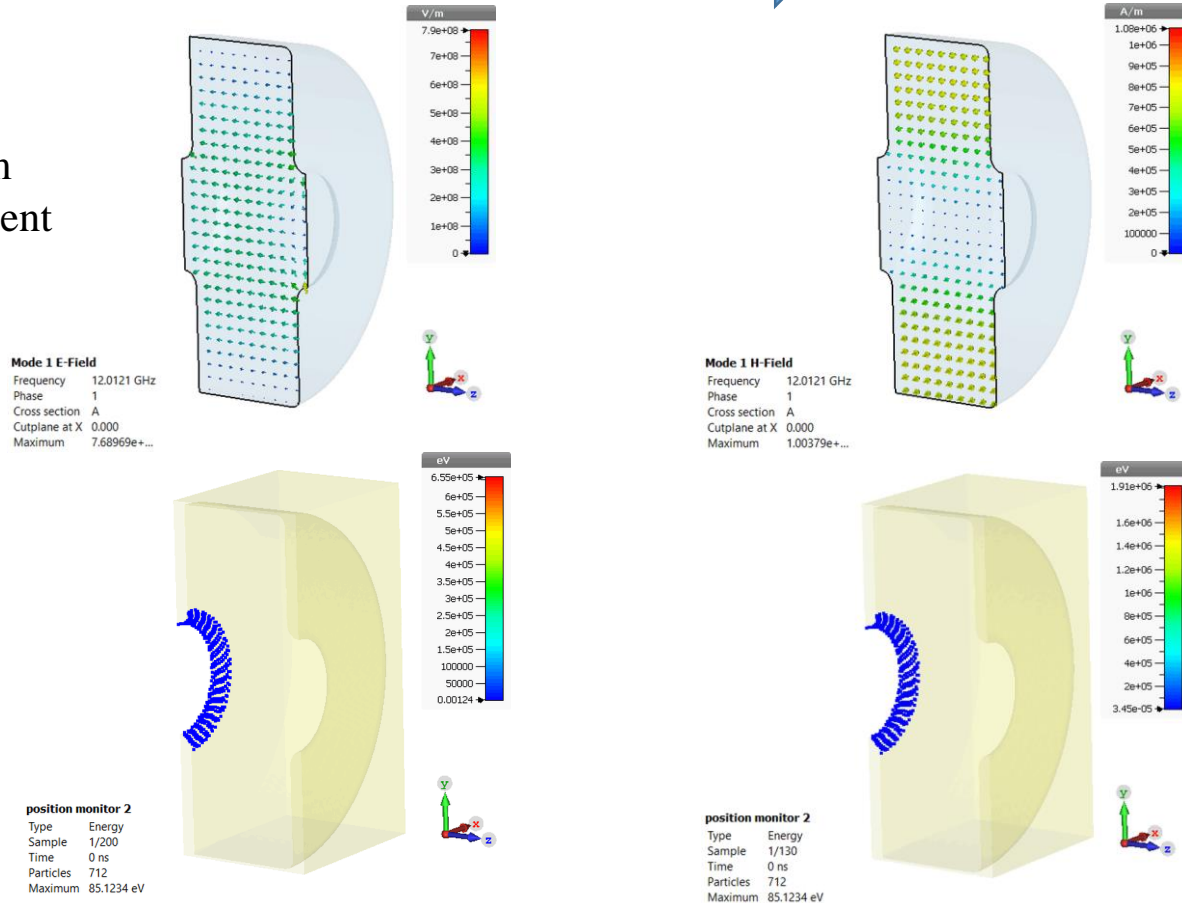 V/m
7.9e+08
7e+08
6e+08
5e+08
4e+08
3e+08
2e+08
1e+08
0
ent
y
x
z
Mode 1 E-Field
Frequency 12.0121 GHz
Phase 1
Cross section A
Cutplane at X 0.000
Maximum 7.68969e+...
A/m
1.08e+06
1e+06
9e+05
8e+05
7e+05
6e+05
5e+05
4e+05
3e+05
2e+05
100000
0
y
x
z
Mode 1 H-Field
Frequency 12.0121 GHz
Phase 1
Cross section A
Cutplane at X 0.000
Maximum 1.00379e+...
eV
6.55e+05
6e+05
5.5e+05
5e+05
4.5e+05
4e+05
3.5e+05
3e+05
2.5e+05
2e+05
1.5e+05
100000
50000
0.00124
y
x
z
position monitor 2
Type Energy
Sample 1/200
Time 0 ns
Particles 712
Maximum 85.1234 eV
eV
1.91e+06
1.6e+06
1.4e+06
1.2e+06
1e+06
8e+05
6e+05
4e+05
2e+05
3.45e-05
y
x
z
position monitor 2
Type Energy
Sample 1/130
Time 0 ns
Particles 712
Maximum 85.1234 eV